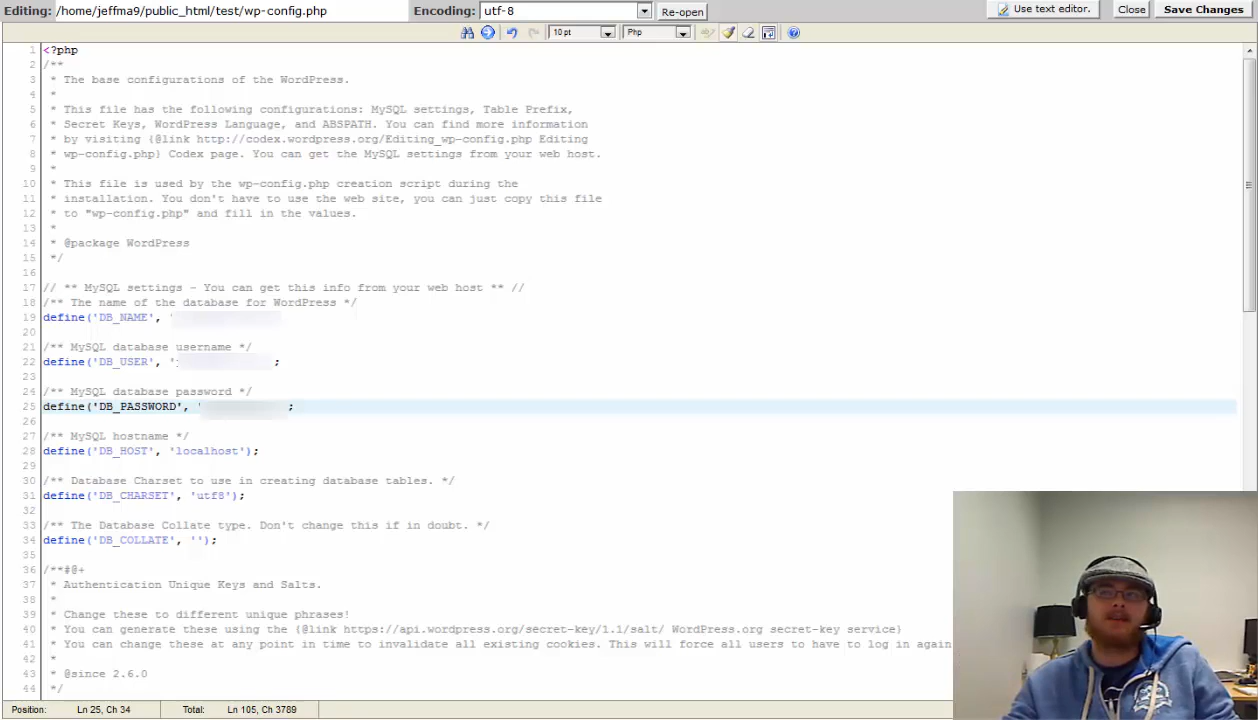 Editing: /home/jeffma9/public_html/test/wp-config.php Encoding: utf-8 Re-open Use text editor. Close Save Changes
10 pt Php
1 <?php
2 /**
3 * The base configurations of the WordPress.
4 *
5 * This file has the following configurations: MySQL settings, Table Prefix,
6 * Secret Keys, WordPress Language, and ABSPATH. You can find more information
7 * by visiting {@link http://codex.wordpress.org/Editing_wp-config.php Editing
8 * wp-config.php} Codex page. You can get the MySQL settings from your web host.
9 *
10 * This file is used by the wp-config.php creation script during the
11 * installation. You don't have to use the web site, you can just copy this file
12 * to "wp-config.php" and fill in the values.
13 *
14 * @package WordPress
15 */
16
17 // ** MySQL settings - You can get this info from your web host ** //
18 /** The name of the database for WordPress */
19 define('DB_NAME', '
20
21 /** MySQL database username */
22 define('DB_USER', ' ;
23
24 /** MySQL database password */
25 define('DB_PASSWORD', ' ;
26
27 /** MySQL hostname */
28 define('DB_HOST', 'localhost');
29
30 /** Database Charset to use in creating database tables. */
31 define('DB_CHARSET', 'utf8');
32
33 /** The Database Collate type. Don't change this if in doubt. */
34 define('DB_COLLATE', '');
35
36 /**#@+
37 * Authentication Unique Keys and Salts.
38 *
39 * Change these to different unique phrases!
40 * You can generate these using the {@link https://api.wordpress.org/secret-key/1.1/salt/ WordPress.org secret-key service}
41 * You can change these at any point in time to invalidate all existing cookies. This will force all users to have to log in again
42 *
43 * @since 2.6.0
44 */
Position: Ln 25, Ch 34 Total: Ln 105, Ch 3789